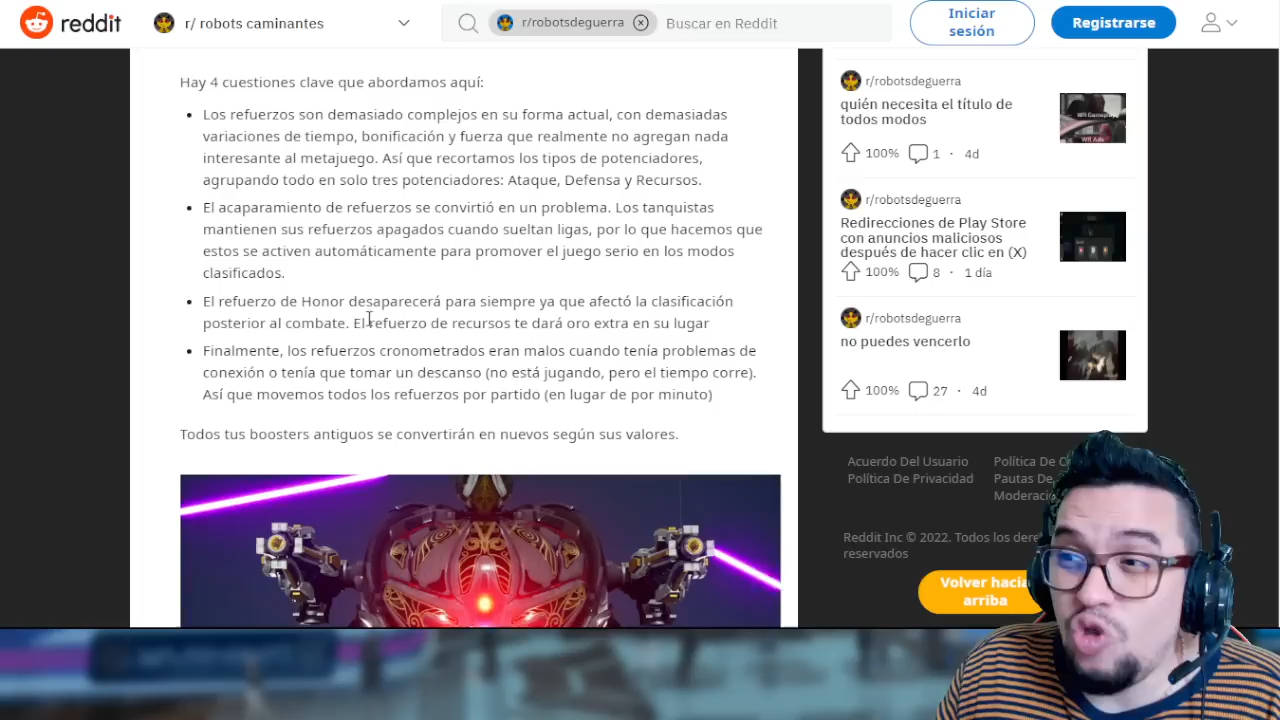 reddit
r/ robots caminantes
r/robotsdeguerra
Buscar en Reddit
Iniciar
sesión
Registrarse
Hay 4 cuestiones clave que abordamos aquí:
Los refuerzos son demasiado complejos en su forma actual, con demasiadas
variaciones de tiempo, bonificación y fuerza que realmente no agregan nada
interesante al metajuego. Así que recortamos los tipos de potenciadores,
agrupando todo en solo tres potenciadores: Ataque, Defensa y Recursos.
El acaparamiento de refuerzos se convirtió en un problema. Los tanquistas
mantienen sus refuerzos apagados cuando sueltan ligas, por lo que hacemos que
estos se activen automáticamente para promover el juego serio en los modos
clasificados.
El refuerzo de Honor desaparecerá para siempre ya que afectó la clasificación
posterior al combate. El refuerzo de recursos te dará oro extra en su lugar
Finalmente, los refuerzos cronometrados eran malos cuando tenía problemas de
conexión o tenía que tomar un descanso (no está jugando, pero el tiempo corre).
Así que movemos todos los refuerzos por partido (en lugar de por minuto)
Todos tus boosters antiguos se convertirán en nuevos según sus valores.
r/robotsdeguerra
quién necesita el título de
todos modos
100% 1 · 4d
r/robotsdeguerra
Redirecciones de Play Store
con anuncios maliciosos
después de hacer clic en (X)
100% 8 · 1 día
r/robotsdeguerra
no puedes vencerlo
100% 27 · 4d
Acuerdo Del Usuario
Política De
Política De Privacidad
Pautas De
Reddit Inc © 2022. Todos los
reservados
Volver hacia
arriba